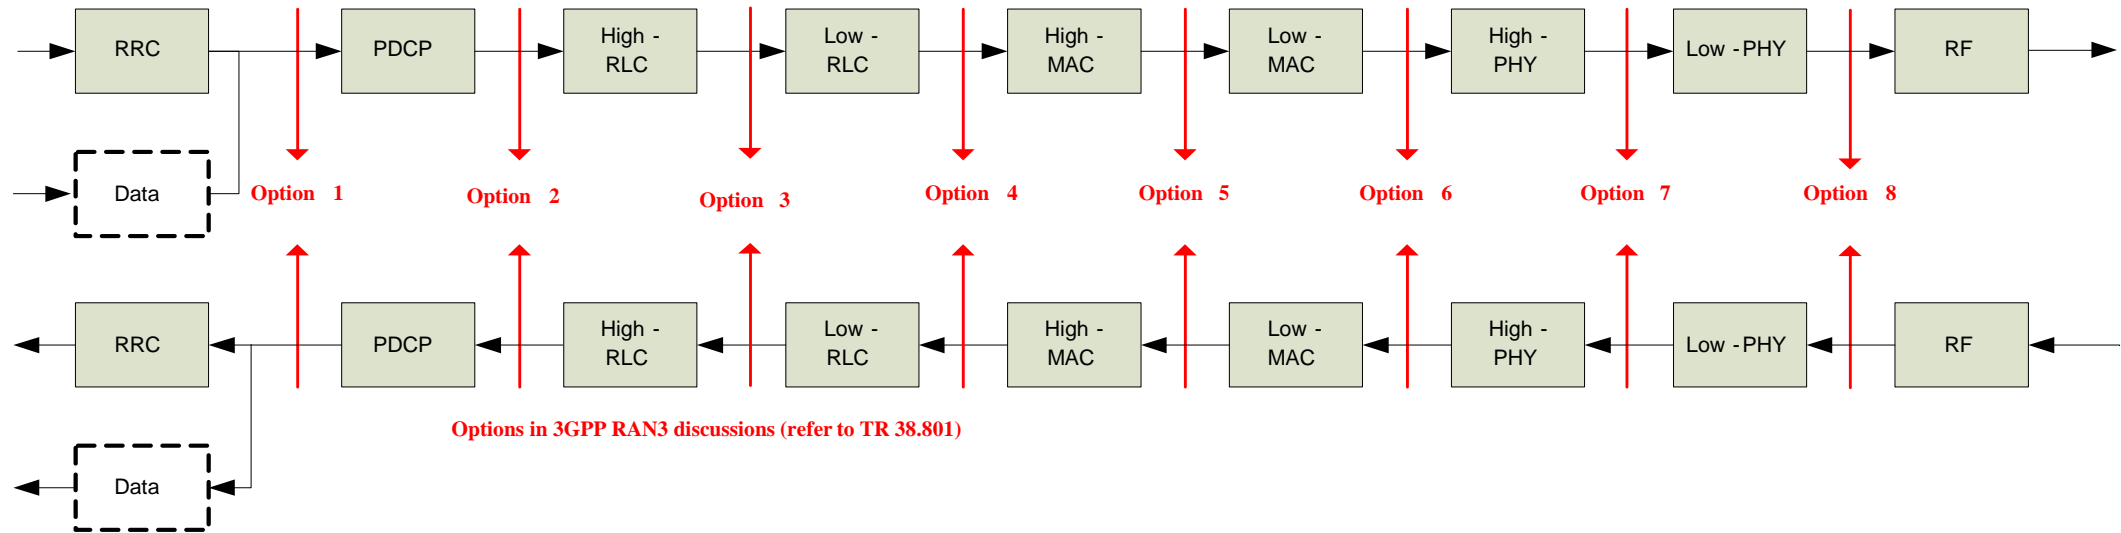 RRC
PDCP
High -
RLC
Low -
RLC
High -
MAC
Low -
MAC
High -
PHY
Low - PHY
RF
Data
Option 1
Option 2
Option 3
Option 4
Option 5
Option 6
Option 7
Option 8
RRC
PDCP
High -
RLC
Low -
RLC
High -
MAC
Low -
MAC
High -
PHY
Low - PHY
RF
Options in 3GPP RAN3 discussions (refer to TR 38.801)
Data